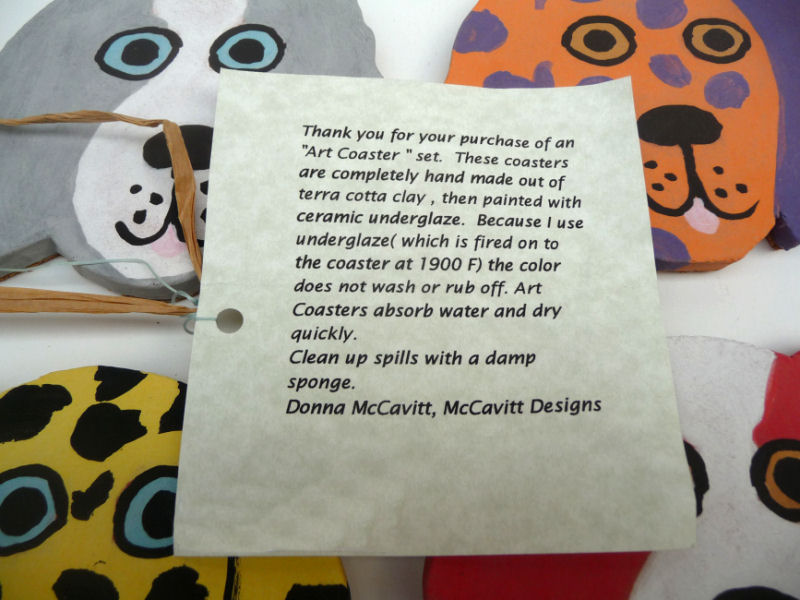 Thank you for your purchase of an
"Art Coaster " set. These coasters
are completely hand made out of
terra cotta clay , then painted with
ceramic underglaze. Because I use
underglaze( which is fired on to
the coaster at 1900 F) the color
does not wash or rub off. Art
Coasters absorb water and dry
quickly.
Clean up spills with a damp
sponge.
Donna McCavitt, McCavitt Designs